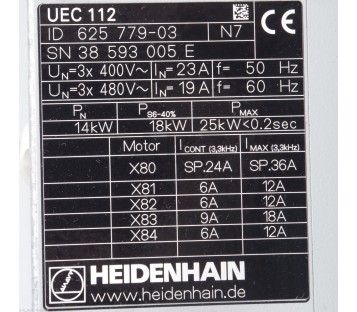 UEC 112
ID 625 779-03 N7
SN 38 593 005 E
UN=3x 400V~ IN=23A f= 50 Hz
UN=3x 480V~ IN=19A f= 60 Hz
PN PS6-40% PMAX
14kW 18kW 25kW<0.2sec
Motor ICONT (3,3kHz) IMAX (3,3kHz)
X80 SP.24A SP.36A
X81 6A 12A
X82 6A 12A
X83 9A 18A
X84 6A 12A
HEIDENHAIN
www.heidenhain.de